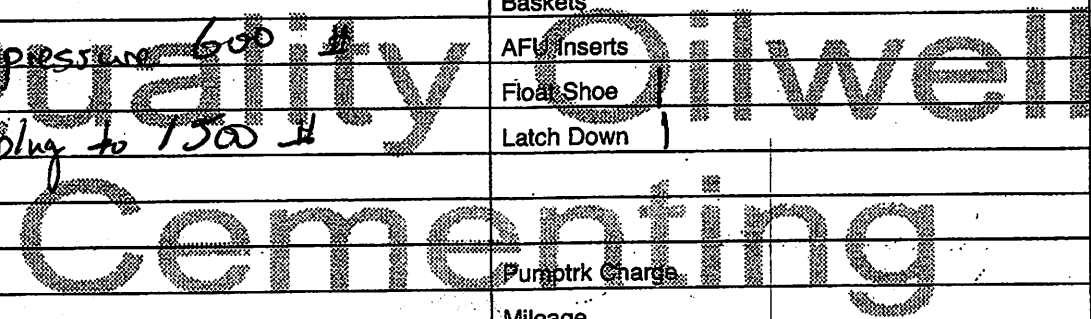 Baskets
pressure 600 #
AFU Inserts
Float Shoe 1
plug to 1500 #
Latch Down 1
uality Oilwell
Cementing
Pumptrk Charge
Mileage